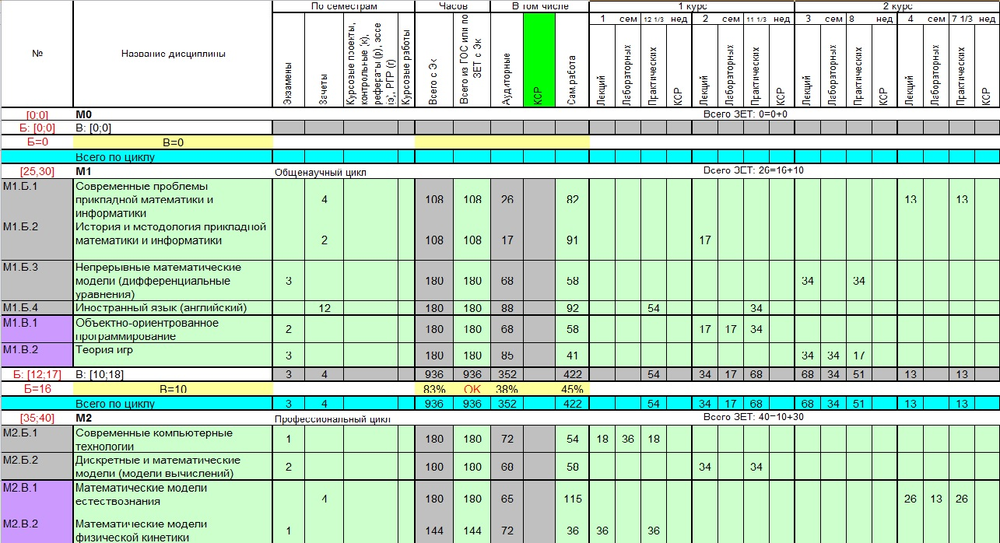 По семестрам Часов В том числе 1 курс 2 курс
1 сем 12 1/3 нед 2 сем 11 1/3 нед 3 сем 8 нед 4 сем 7 1/3 нед
№ Название дисциплины Экзамены Зачеты Курсовые проекты, контрольные (к), рефераты (р), эссе (э), РГР (г) Курсовые работы Всего с Эк Всего из ГОС или по ЗЕТ с Эк Аудиторные КСР Сам.работа Лекций Лабораторных Практических КСР Лекций Лабораторных Практических КСР Лекций Лабораторных Практических КСР Лекций Лабораторных Практических КСР
[0;0] М0 Всего ЗЕТ: 0=0+0
Б: [0;0] В: [0;0]
Б=0 В=0
Всего по циклу
[25;30] М1 Общенаучный цикл Всего ЗЕТ: 26=16+10
М1.Б.1 Современные проблемы
прикладной математики и 4 108 108 26 82 13 13
информатики
М1.Б.2 История и методология прикладной
математики и информатики 2 108 108 17 91 17
М1.Б.3 Непрерывные математические
модели (дифференциальные 3 180 180 68 58 34 34
уравнения)
М1.Б.4 Иностранный язык (английский) 12 180 180 88 92 54 34
М1.В.1 Объектно-ориентрованное
программирование 2 180 180 68 58 17 17 34
М1.В.2 Теория игр 3 180 180 85 41 34 34 17
Б: [12;17] В: [10;18] 3 4 936 936 352 422 54 34 17 68 68 34 51 13 13
Б=16 В=10 83% OK 38% 45%
Всего по циклу 3 4 936 936 352 422 54 34 17 68 68 34 51 13 13
[35;40] М2 Профессиональный цикл Всего ЗЕТ: 40=10+30
М2.Б.1 Современные компьютерные
технологии 1 180 180 72 54 18 36 18
М2.Б.2 Дискретные и математические
модели (модели вычислений) 2 180 180 68 58 34 34
М2.В.1 Математические модели
естествознания 4 180 180 65 115 26 13 26
М2.В.2 Математические модели
физической кинетики 1 144 144 72 36 36 36